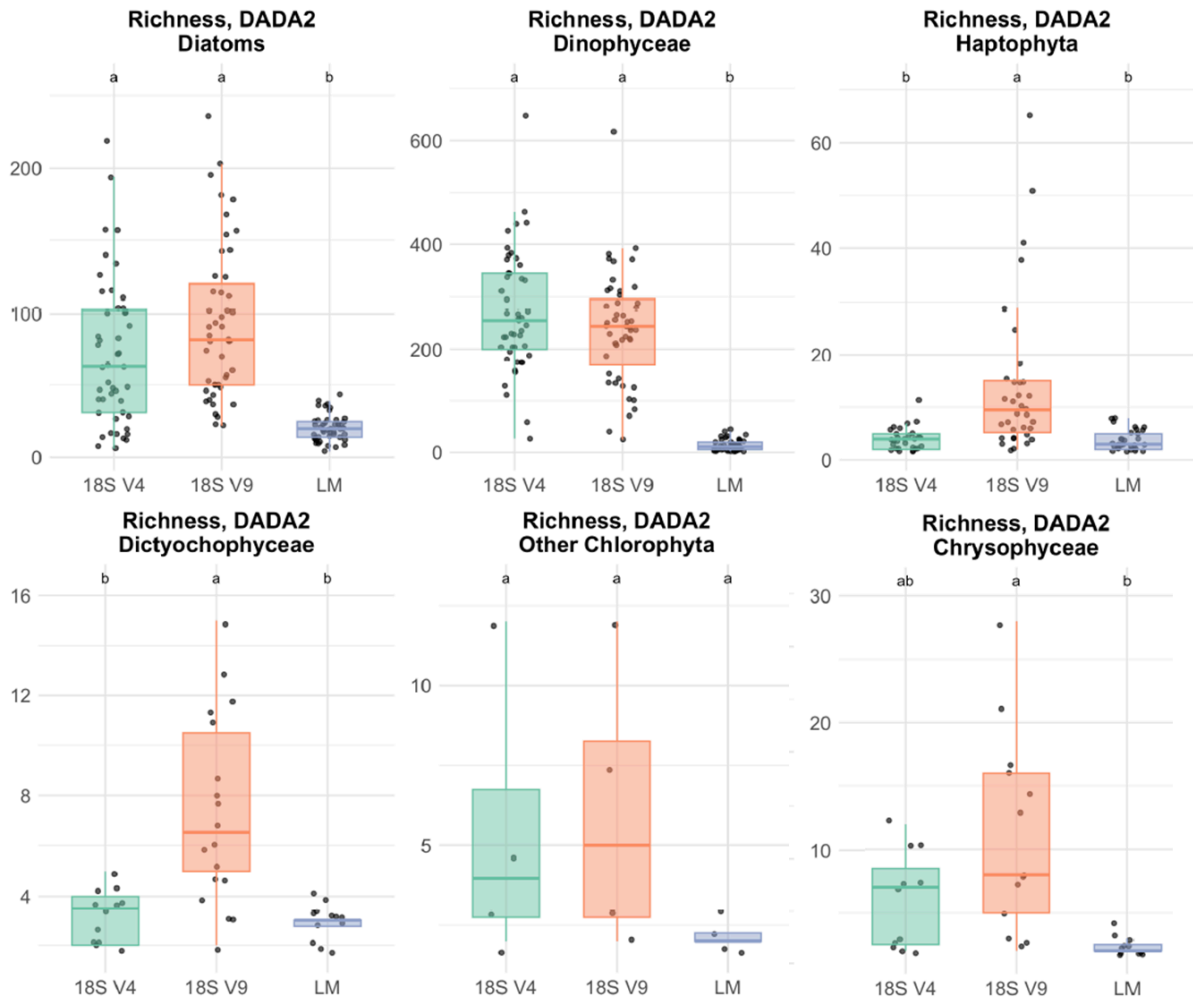 Richness, DADA2
Diatoms
a a b
200
100
0
18S V4 18S V9 LM
Richness, DADA2
Dinophyceae
a a b
600
400
200
0
18S V4 18S V9 LM
Richness, DADA2
Haptophyta
b a b
60
40
20
0
18S V4 18S V9 LM
Richness, DADA2
Dictyochophyceae
b a b
16
12
8
4
18S V4 18S V9 LM
Richness, DADA2
Other Chlorophyta
a a a
10
5
18S V4 18S V9 LM
Richness, DADA2
Chrysophyceae
ab a b
30
20
10
18S V4 18S V9 LM